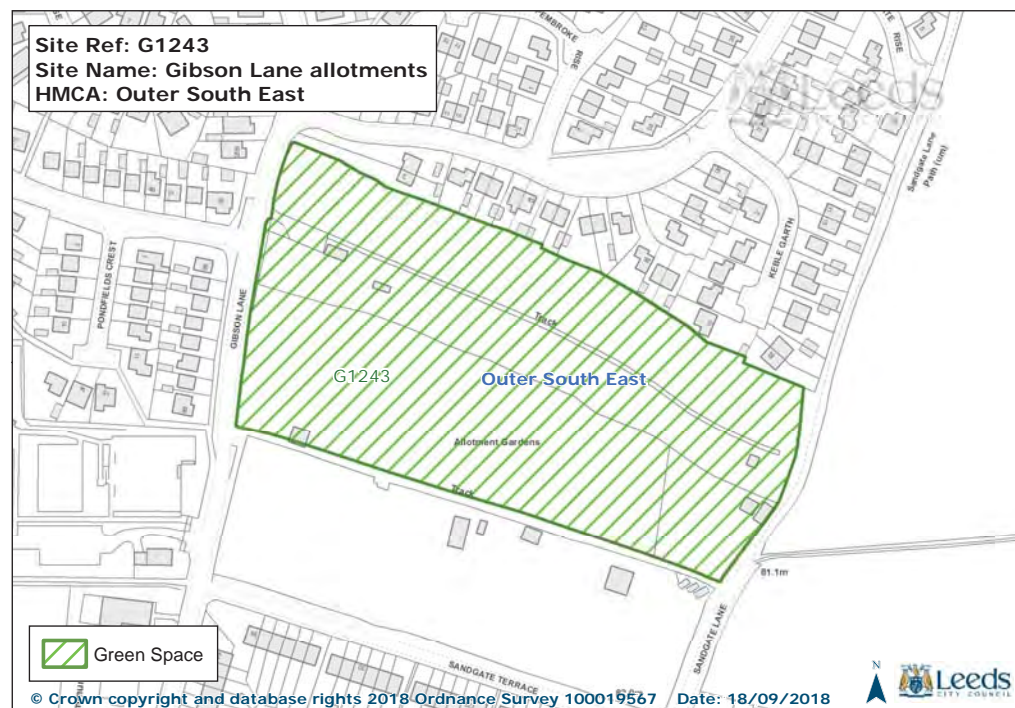 Site Ref: G1243
Site Name: Gibson Lane allotments
HMCA: Outer South East
PEMBROKE
RISE
RISE
Leeds
Sandgate Lane
Path (um)
PONDFIELDS CREST
GIBSON LANE
KEBLE GARTH
Track
G1243
Outer South East
Allotment Gardens
Track
81.1m
SANDGATE LANE
SANDGATE TERRACE
Green Space
© Crown copyright and database rights 2018 Ordnance Survey 100019567 Date: 18/09/2018
N
Leeds
CITY COUNCIL